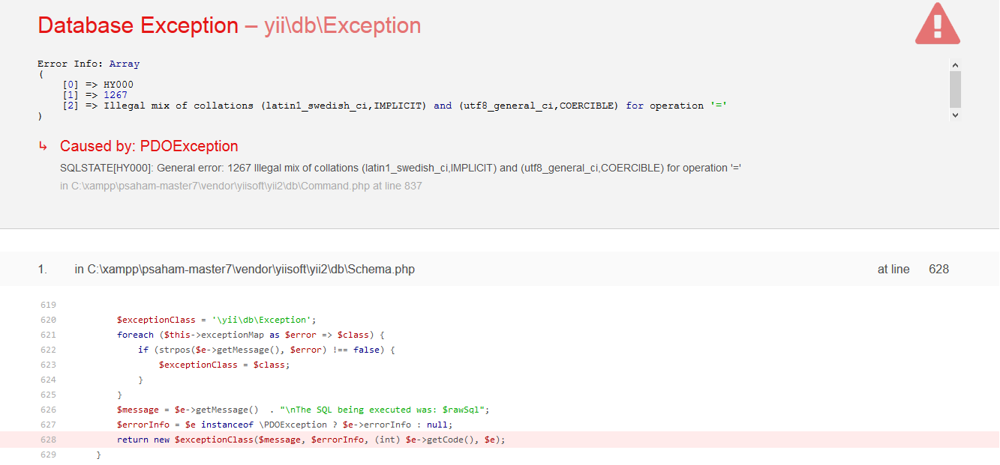 Database Exception – yii\db\Exception
Error Info: Array
(
    [0] => HY000
    [1] => 1267
    [2] => Illegal mix of collations (latin1_swedish_ci,IMPLICIT) and (utf8_general_ci,COERCIBLE) for operation '='
)
↳ Caused by: PDOException
SQLSTATE[HY000]: General error: 1267 Illegal mix of collations (latin1_swedish_ci,IMPLICIT) and (utf8_general_ci,COERCIBLE) for operation '='
in C:\xampp\psaham-master7\vendor\yiisoft\yii2\db\Command.php at line 837
1. in C:\xampp\psaham-master7\vendor\yiisoft\yii2\db\Schema.php at line 628
619
620         $exceptionClass = '\yii\db\Exception';
621         foreach ($this->exceptionMap as $error => $class) {
622             if (strpos($e->getMessage(), $error) !== false) {
623                 $exceptionClass = $class;
624             }
625         }
626         $message = $e->getMessage()  . "\nThe SQL being executed was: $rawSql";
627         $errorInfo = $e instanceof \PDOException ? $e->errorInfo : null;
628         return new $exceptionClass($message, $errorInfo, (int) $e->getCode(), $e);
629     }